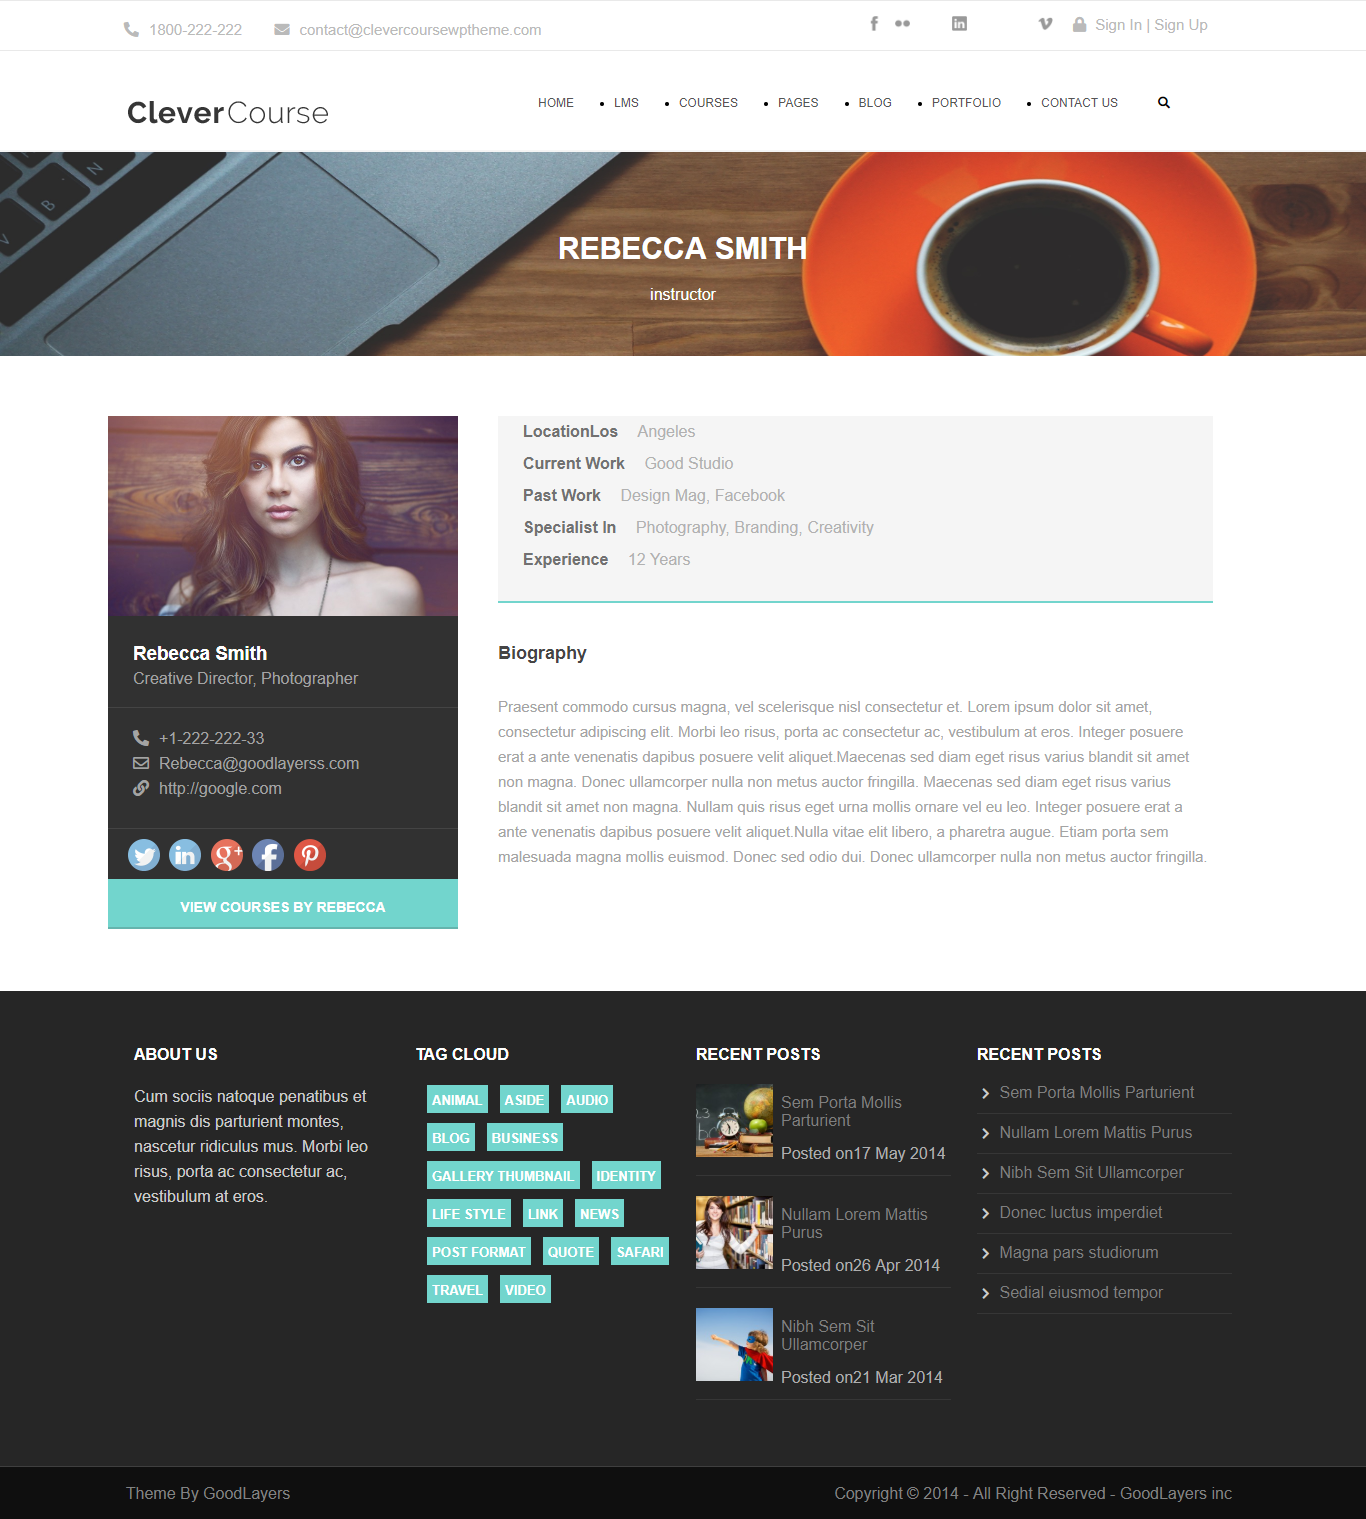 1800-222-222 contact@clevercoursewptheme.com Sign In | Sign Up
CleverCourse HOME LMS COURSES PAGES BLOG PORTFOLIO CONTACT US
V B N
REBECCA SMITH
instructor
LocationLos Angeles
Current Work Good Studio
Past Work Design Mag, Facebook
Specialist In Photography, Branding, Creativity
Experience 12 Years
Rebecca Smith
Creative Director, Photographer
+1-222-222-33
Rebecca@goodlayerss.com
http://google.com
VIEW COURSES BY REBECCA
Biography
Praesent commodo cursus magna, vel scelerisque nisl consectetur et. Lorem ipsum dolor sit amet,
consectetur adipiscing elit. Morbi leo risus, porta ac consectetur ac, vestibulum at eros. Integer posuere
erat a ante venenatis dapibus posuere velit aliquet.Maecenas sed diam eget risus varius blandit sit amet
non magna. Donec ullamcorper nulla non metus auctor fringilla. Maecenas sed diam eget risus varius
blandit sit amet non magna. Nullam quis risus eget urna mollis ornare vel eu leo. Integer posuere erat a
ante venenatis dapibus posuere velit aliquet.Nulla vitae elit libero, a pharetra augue. Etiam porta sem
malesuada magna mollis euismod. Donec sed odio dui. Donec ullamcorper nulla non metus auctor fringilla.
ABOUT US
Cum sociis natoque penatibus et
magnis dis parturient montes,
nascetur ridiculus mus. Morbi leo
risus, porta ac consectetur ac,
vestibulum at eros.
TAG CLOUD
ANIMAL ASIDE AUDIO
BLOG BUSINESS
GALLERY THUMBNAIL IDENTITY
LIFE STYLE LINK NEWS
POST FORMAT QUOTE SAFARI
TRAVEL VIDEO
RECENT POSTS
Sem Porta Mollis
Parturient
Posted on17 May 2014
Nullam Lorem Mattis
Purus
Posted on26 Apr 2014
Nibh Sem Sit
Ullamcorper
Posted on21 Mar 2014
RECENT POSTS
Sem Porta Mollis Parturient
Nullam Lorem Mattis Purus
Nibh Sem Sit Ullamcorper
Donec luctus imperdiet
Magna pars studiorum
Sedial eiusmod tempor
Theme By GoodLayers
Copyright © 2014 - All Right Reserved - GoodLayers inc